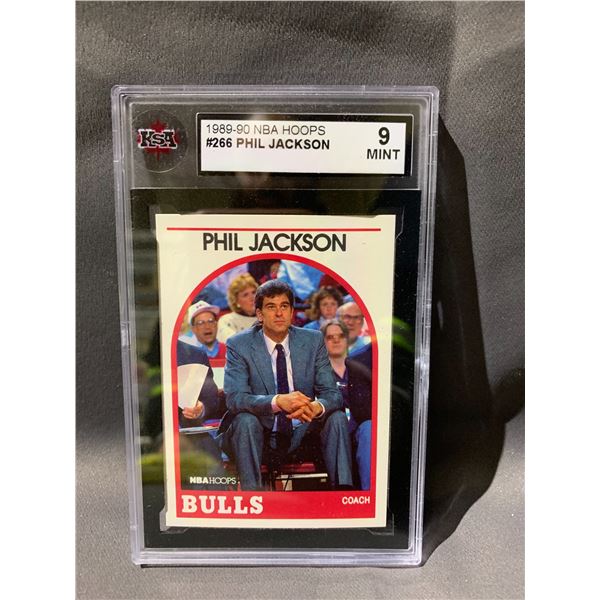 KSA
1989-90 NBA HOOPS
#266 PHIL JACKSON
9
MINT
PHIL JACKSON
NBA HOOPS
BULLS
COACH